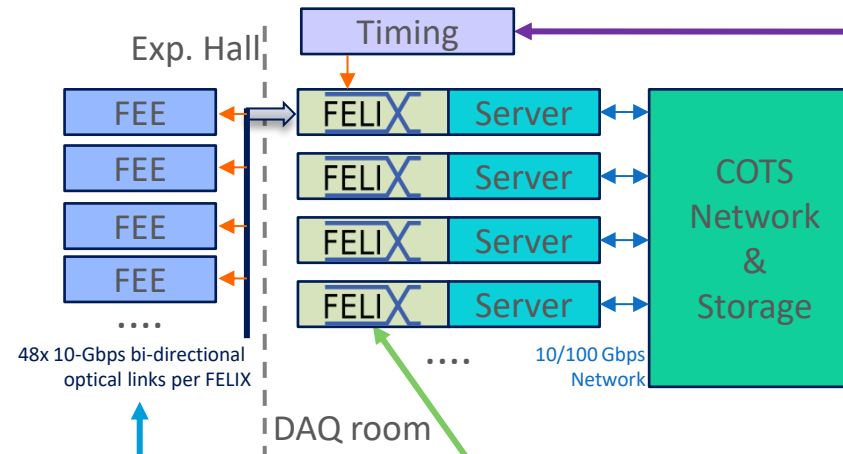 Exp. Hall
Timing
FEE
FELIX
Server
FEE
FELIX
Server
FEE
FELIX
Server
FEE
FELIX
Server
COTS
Network
&
Storage
....
....
48x 10-Gbps bi-directional
optical links per FELIX
10/100 Gbps
Network
DAQ room